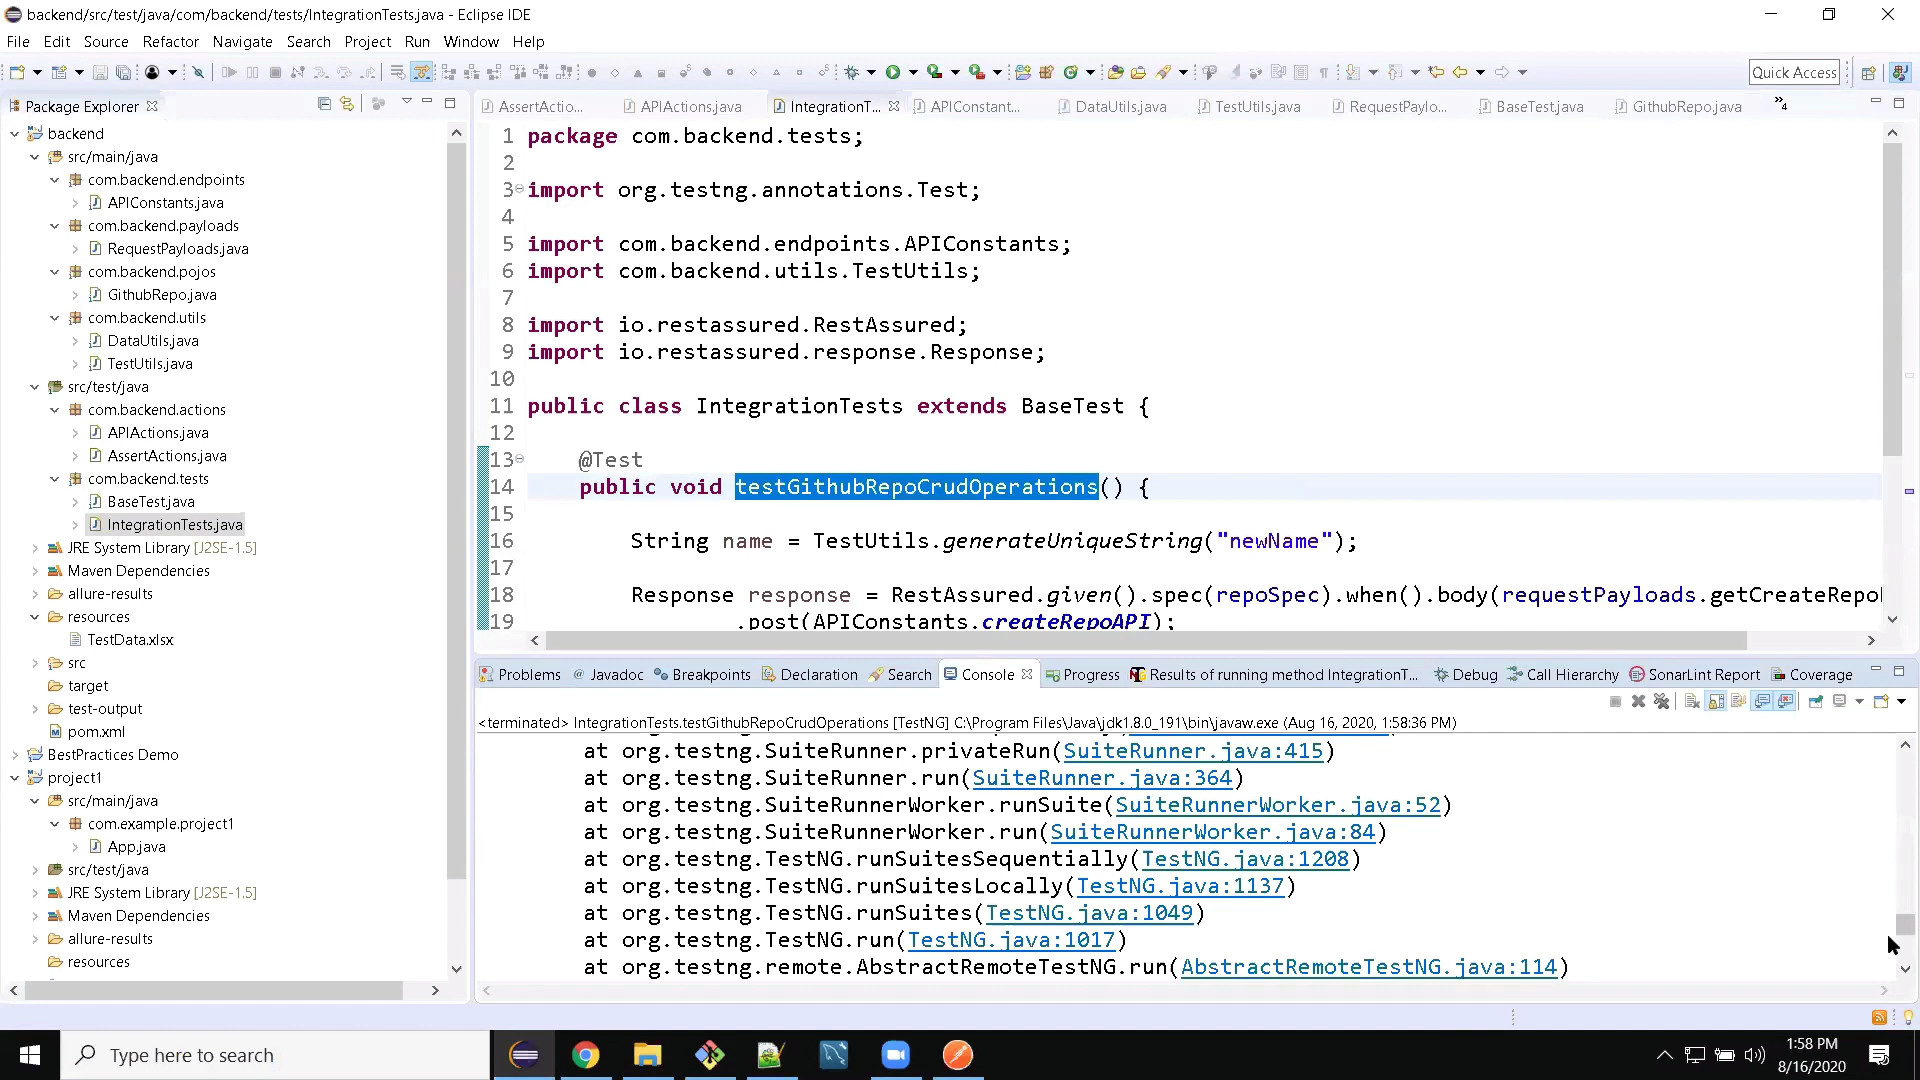 backend/src/test/java/com/backend/tests/IntegrationTests.java - Eclipse IDE
File Edit Source Refactor Navigate Search Project Run Window Help
Quick Access
Package Explorer
backend
src/main/java
com.backend.endpoints
APIConstants.java
com.backend.payloads
RequestPayloads.java
com.backend.pojos
GithubRepo.java
com.backend.utils
DataUtils.java
TestUtils.java
src/test/java
com.backend.actions
APIActions.java
AssertActions.java
com.backend.tests
BaseTest.java
IntegrationTests.java
JRE System Library [J2SE-1.5]
Maven Dependencies
allure-results
resources
TestData.xlsx
src
target
test-output
pom.xml
BestPractices Demo
project1
src/main/java
com.example.project1
App.java
src/test/java
JRE System Library [J2SE-1.5]
Maven Dependencies
allure-results
resources
AssertActio... APIActions.java IntegrationT... APIConstant... DataUtils.java TestUtils.java RequestPaylo... BaseTest.java GithubRepo.java »4
1 package com.backend.tests;
2
3 import org.testng.annotations.Test;
4
5 import com.backend.endpoints.APIConstants;
6 import com.backend.utils.TestUtils;
7
8 import io.restassured.RestAssured;
9 import io.restassured.response.Response;
10
11 public class IntegrationTests extends BaseTest {
12
13 @Test
14 public void testGithubRepoCrudOperations() {
15
16 String name = TestUtils.generateUniqueString("newName");
17
18 Response response = RestAssured.given().spec(repoSpec).when().body(requestPayloads.getCreateRepo
19 .post(APIConstants.createRepoAPI);
Problems @ Javadoc Breakpoints Declaration Search Console Progress Results of running method IntegrationT... Debug Call Hierarchy SonarLint Report Coverage
<terminated> IntegrationTests.testGithubRepoCrudOperations [TestNG] C:\Program Files\Java\jdk1.8.0_191\bin\javaw.exe (Aug 16, 2020, 1:58:36 PM)
at org.testng.SuiteRunner.privateRun(SuiteRunner.java:415)
at org.testng.SuiteRunner.run(SuiteRunner.java:364)
at org.testng.SuiteRunnerWorker.runSuite(SuiteRunnerWorker.java:52)
at org.testng.SuiteRunnerWorker.run(SuiteRunnerWorker.java:84)
at org.testng.TestNG.runSuitesSequentially(TestNG.java:1208)
at org.testng.TestNG.runSuitesLocally(TestNG.java:1137)
at org.testng.TestNG.runSuites(TestNG.java:1049)
at org.testng.TestNG.run(TestNG.java:1017)
at org.testng.remote.AbstractRemoteTestNG.run(AbstractRemoteTestNG.java:114)
Type here to search
1:58 PM
8/16/2020